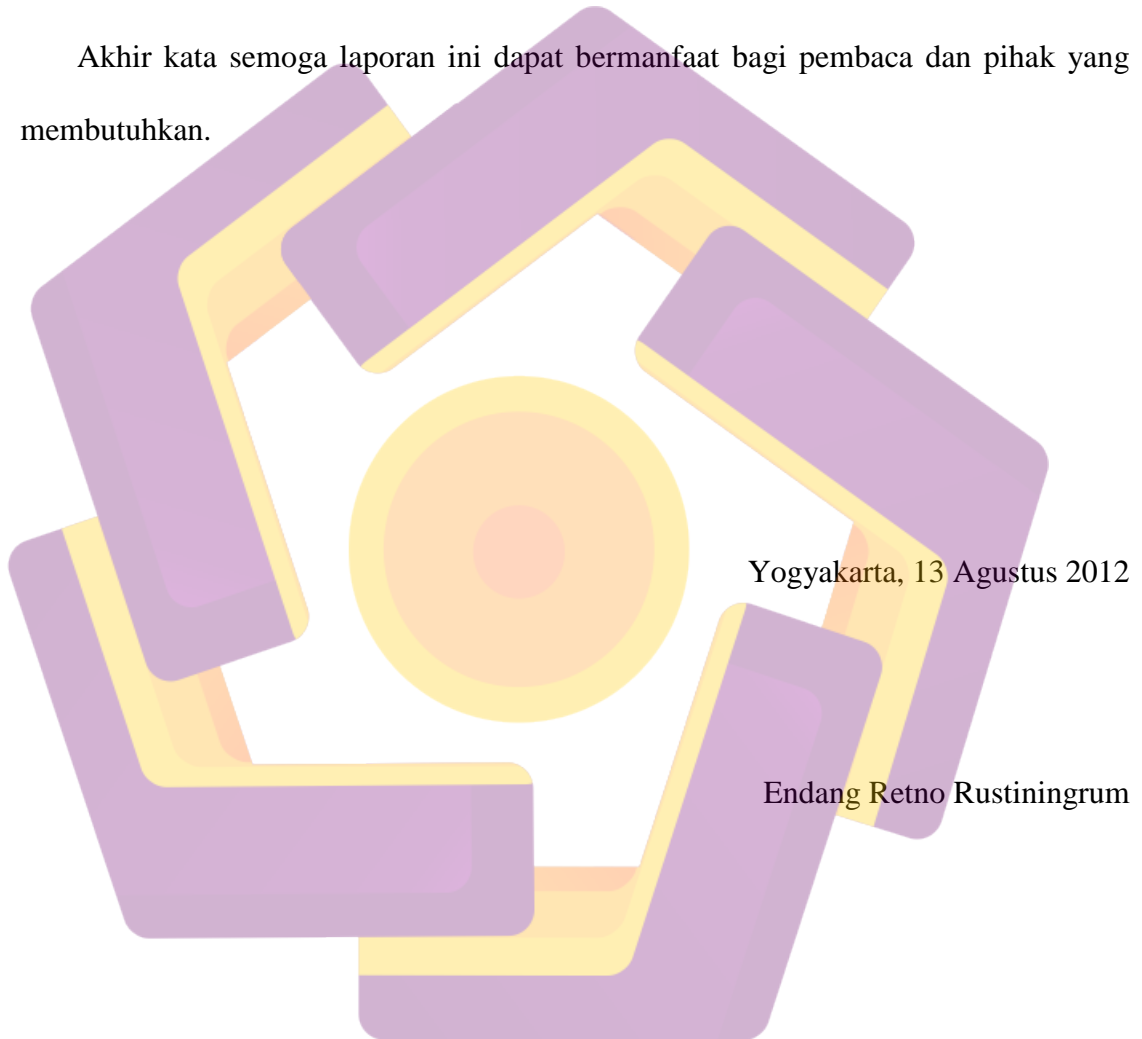 Akhir kata semoga laporan ini dapat bermanfaat bagi pembaca dan pihak yang
membutuhkan.
Yogyakarta, 13 Agustus 2012
Endang Retno Rustiningrum